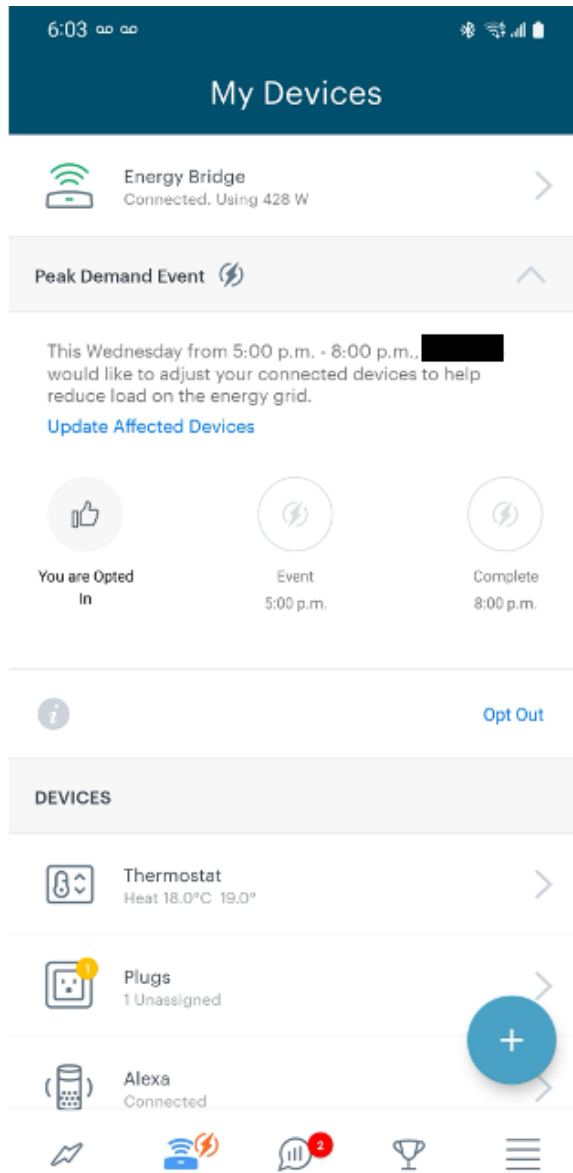 6:03
My Devices
Energy Bridge
Connected. Using 428 W
Peak Demand Event
This Wednesday from 5:00 p.m. - 8:00 p.m.,
would like to adjust your connected devices to help
reduce load on the energy grid.
Update Affected Devices
You are Opted
In
Event
5:00 p.m.
Complete
8:00 p.m.
i
Opt Out
DEVICES
Thermostat
Heat 18.0°C 19.0°
1
Plugs
1 Unassigned
+
Alexa
Connected
2